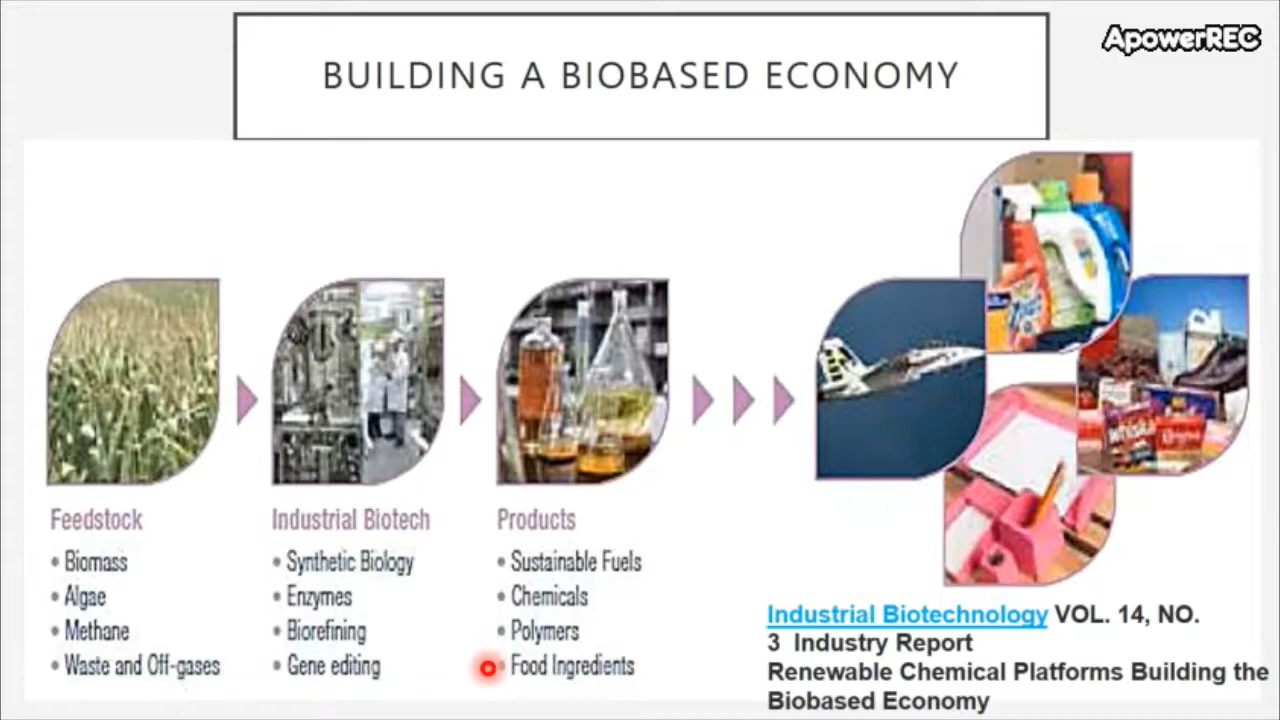 ApowerREC
BUILDING A BIOBASED ECONOMY
Feedstock
• Biomass
• Algae
• Methane
• Waste and Off-gases
Industrial Biotech
• Synthetic Biology
• Enzymes
• Biorefining
• Gene editing
Products
• Sustainable Fuels
• Chemicals
• Polymers
• Food Ingredients
Industrial Biotechnology VOL. 14, NO.
3 Industry Report
Renewable Chemical Platforms Building the
Biobased Economy